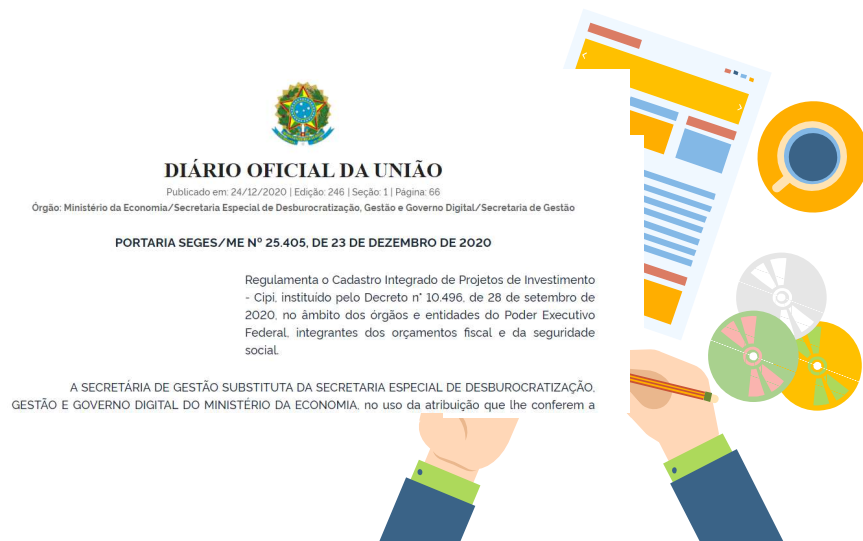 DIÁRIO OFICIAL DA UNIÃO
Publicado em: 24/12/2020 | Edição: 246 | Seção: 1 | Página: 66
Órgão: Ministério da Economia/Secretaria Especial de Desburocratização, Gestão e Governo Digital/Secretaria de Gestão
PORTARIA SEGES/ME Nº 25.405, DE 23 DE DEZEMBRO DE 2020
Regulamenta o Cadastro Integrado de Projetos de Investimento
- Cipi, instituído pelo Decreto n° 10.496, de 28 de setembro de
2020, no âmbito dos órgãos e entidades do Poder Executivo
Federal, integrantes dos orçamentos fiscal e da seguridade
social.
A SECRETÁRIA DE GESTÃO SUBSTITUTA DA SECRETARIA ESPECIAL DE DESBUROCRATIZAÇÃO,
GESTÃO E GOVERNO DIGITAL DO MINISTÉRIO DA ECONOMIA, no uso da atribuição que lhe conferem a